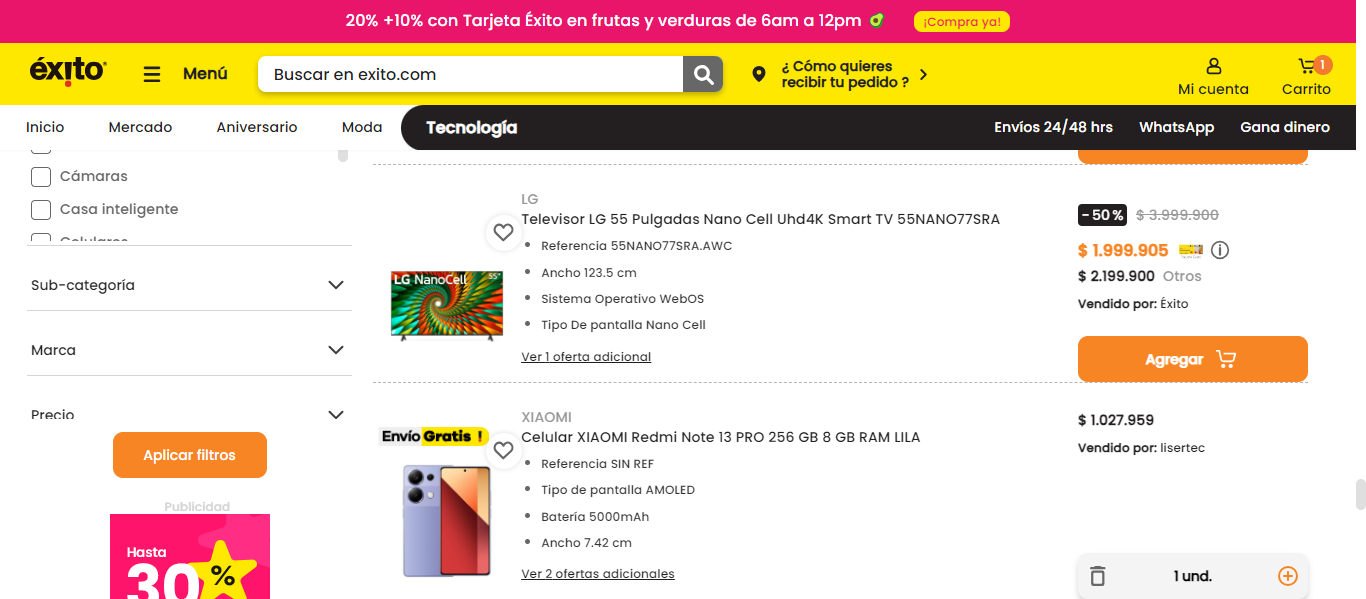 20% +10% con Tarjeta Éxito en frutas y verduras de 6am a 12pm
¡Compra ya!
éxito
Menú
Buscar en exito.com
¿ Cómo quieres
recibir tu pedido ?
Mi cuenta
1
Carrito
Inicio
Mercado
Aniversario
Moda
Tecnología
Envíos 24/48 hrs
WhatsApp
Gana dinero
Cámaras
Casa inteligente
Celulares
Sub-categoría
Marca
Precio
Aplicar filtros
Publicidad
Hasta
30%
LG
Televisor LG 55 Pulgadas Nano Cell Uhd4K Smart TV 55NANO77SRA
Referencia 55NANO77SRA.AWC
Ancho 123.5 cm
Sistema Operativo WebOS
Tipo De pantalla Nano Cell
Ver 1 oferta adicional
LG NanoCell 55"
- 50 % $ 3.999.900
$ 1.999.905
$ 2.199.900 Otros
Vendido por: Éxito
Agregar
XIAOMI
Envío Gratis !
Celular XIAOMI Redmi Note 13 PRO 256 GB 8 GB RAM LILA
Referencia SIN REF
Tipo de pantalla AMOLED
Batería 5000mAh
Ancho 7.42 cm
Ver 2 ofertas adicionales
$ 1.027.959
Vendido por: lisertec
1 und.